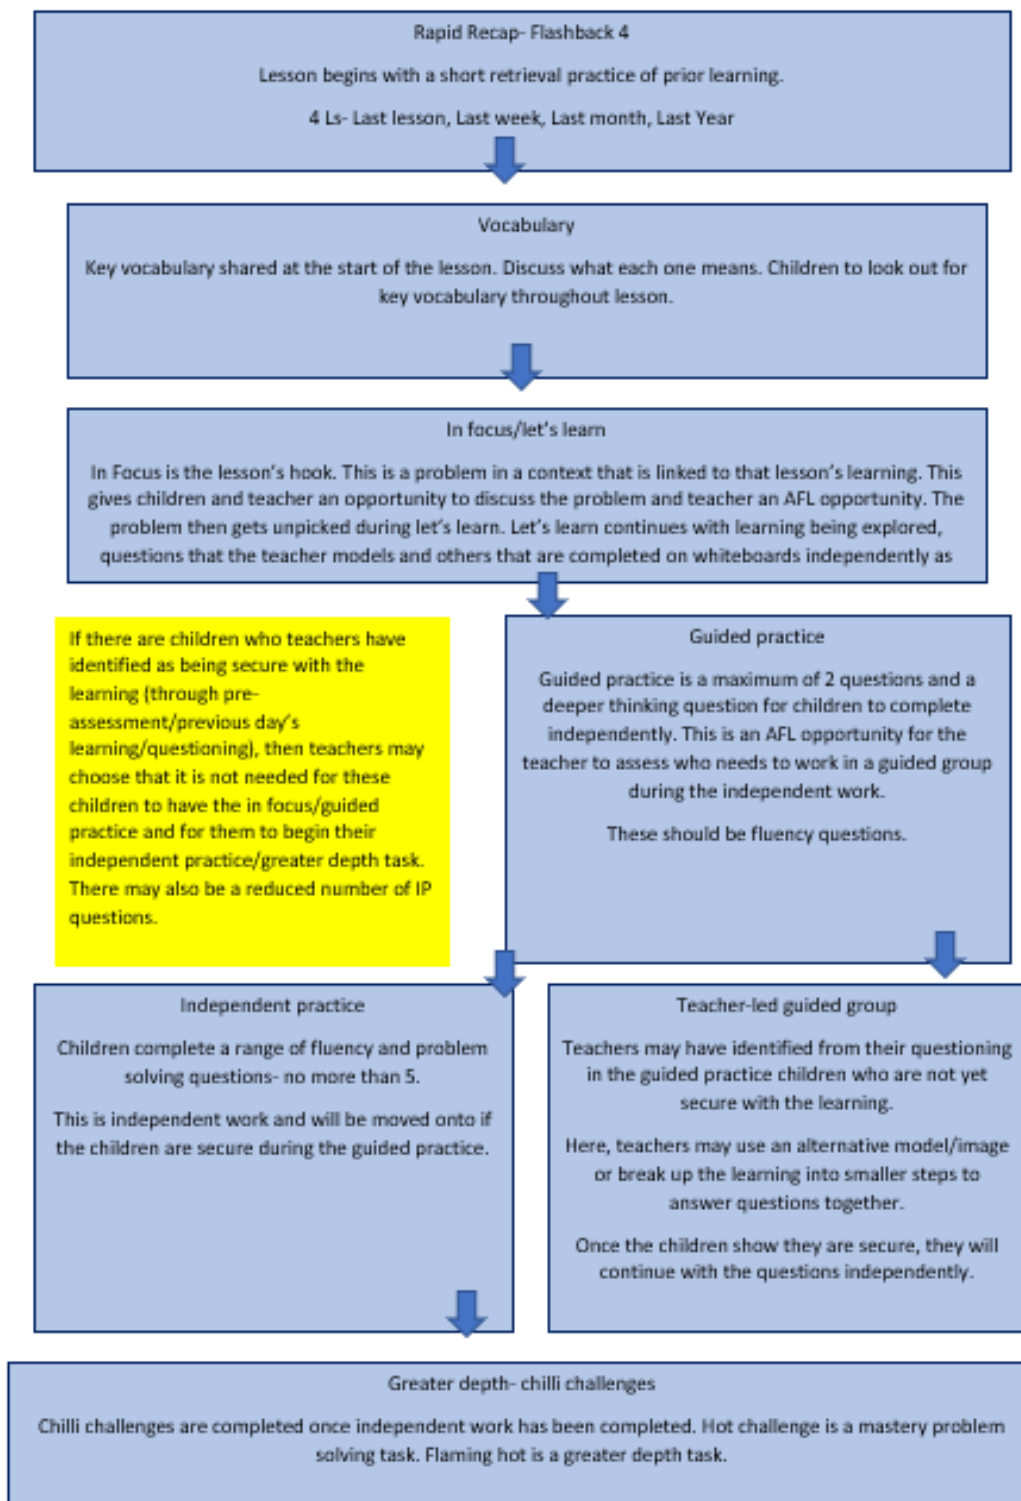 Rapid Recap- Flashback 4
Lesson begins with a short retrieval practice of prior learning.
4 Ls- Last lesson, Last week, Last month, Last Year
Vocabulary
Key vocabulary shared at the start of the lesson. Discuss what each one means. Children to look out for
key vocabulary throughout lesson.
In focus/let's learn
In Focus is the lesson's hook. This is a problem in a context that is linked to that lesson's learning. This
gives children and teacher an opportunity to discuss the problem and teacher an AFL opportunity. The
problem then gets unpicked during let's learn. Let's learn continues with learning being explored,
questions that the teacher models and others that are completed on whiteboards independently as
If there are children who teachers have
identified as being secure with the
learning (through pre-
assessment/previous day's
learning/questioning), then teachers may
choose that it is not needed for these
children to have the in focus/guided
practice and for them to begin their
independent practice/greater depth task.
There may also be a reduced number of IP
questions.
Guided practice
Guided practice is a maximum of 2 questions and a
deeper thinking question for children to complete
independently. This is an AFL opportunity for the
teacher to assess who needs to work in a guided group
during the independent work.
These should be fluency questions.
Independent practice
Children complete a range of fluency and problem
solving questions- no more than 5.
This is independent work and will be moved onto if
the children are secure during the guided practice.
Teacher-led guided group
Teachers may have identified from their questioning
in the guided practice children who are not yet
secure with the learning.
Here, teachers may use an alternative model/image
or break up the learning into smaller steps to
answer questions together.
Once the children show they are secure, they will
continue with the questions independently.
Greater depth- chilli challenges
Chilli challenges are completed once independent work has been completed. Hot challenge is a mastery problem
solving task. Flaming hot is a greater depth task.